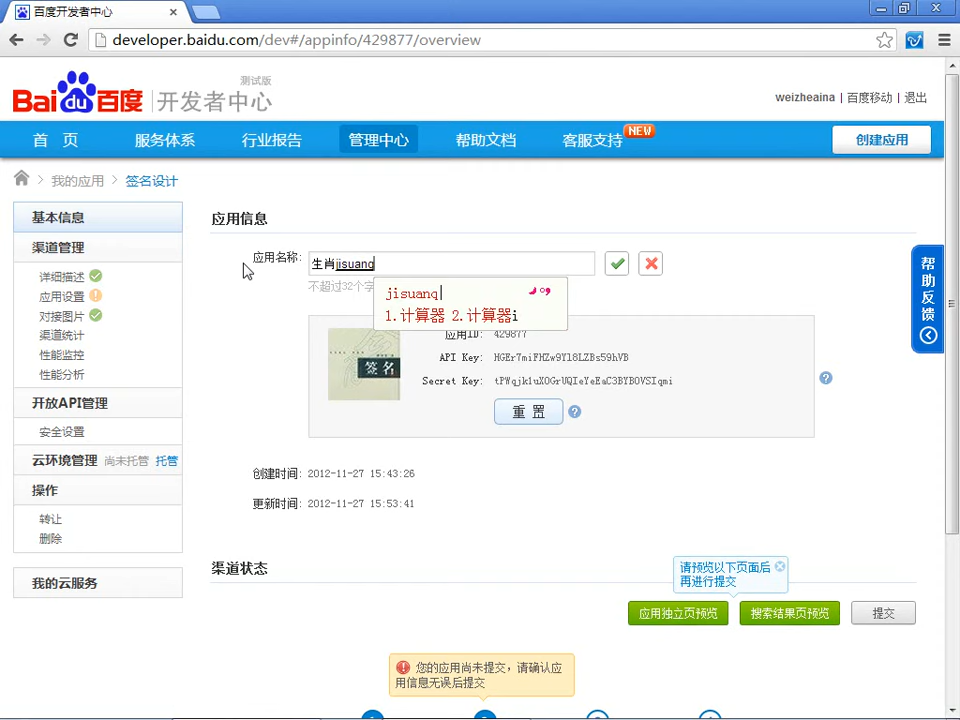 百度开发者中心
developer.baidu.com/dev#/appinfo/429877/overview
Bai du 百度 开发者中心
测试版
weizheaina | 百度移动 | 退出
首 页 服务体系 行业报告 管理中心 帮助文档 客服支持 NEW 创建应用
我的应用 > 签名设计
基本信息
渠道管理
详细描述
应用设置
对接图片
渠道统计
性能监控
性能分析
开放API管理
安全设置
云环境管理 尚未托管 托管
操作
转让
删除
我的云服务
应用信息
应用名称: 生肖jisuanq
不超过32个字
jisuanq
1.计算器 2.计算器i
签名
应用ID: 429877
API Key: HGEr7miFHZw9Yl8LZBs59hVB
Secret Key: tPWqjk1uXOGrUQIeYeEaC3BYBOVSIqmi
重 置
创建时间: 2012-11-27 15:43:26
更新时间: 2012-11-27 15:53:41
渠道状态
请预览以下页面后
再进行提交
应用独立页预览 搜索结果页预览 提交
您的应用尚未提交，请确认应
用信息无误后提交
帮助反馈